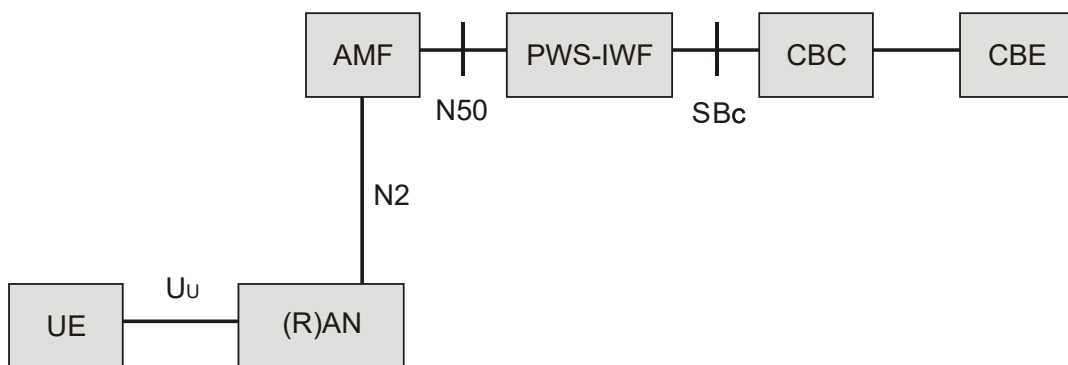 AMF
PWS-IWF
CBC
CBE
N50
SBc
N2
Uu
UE
(R)AN